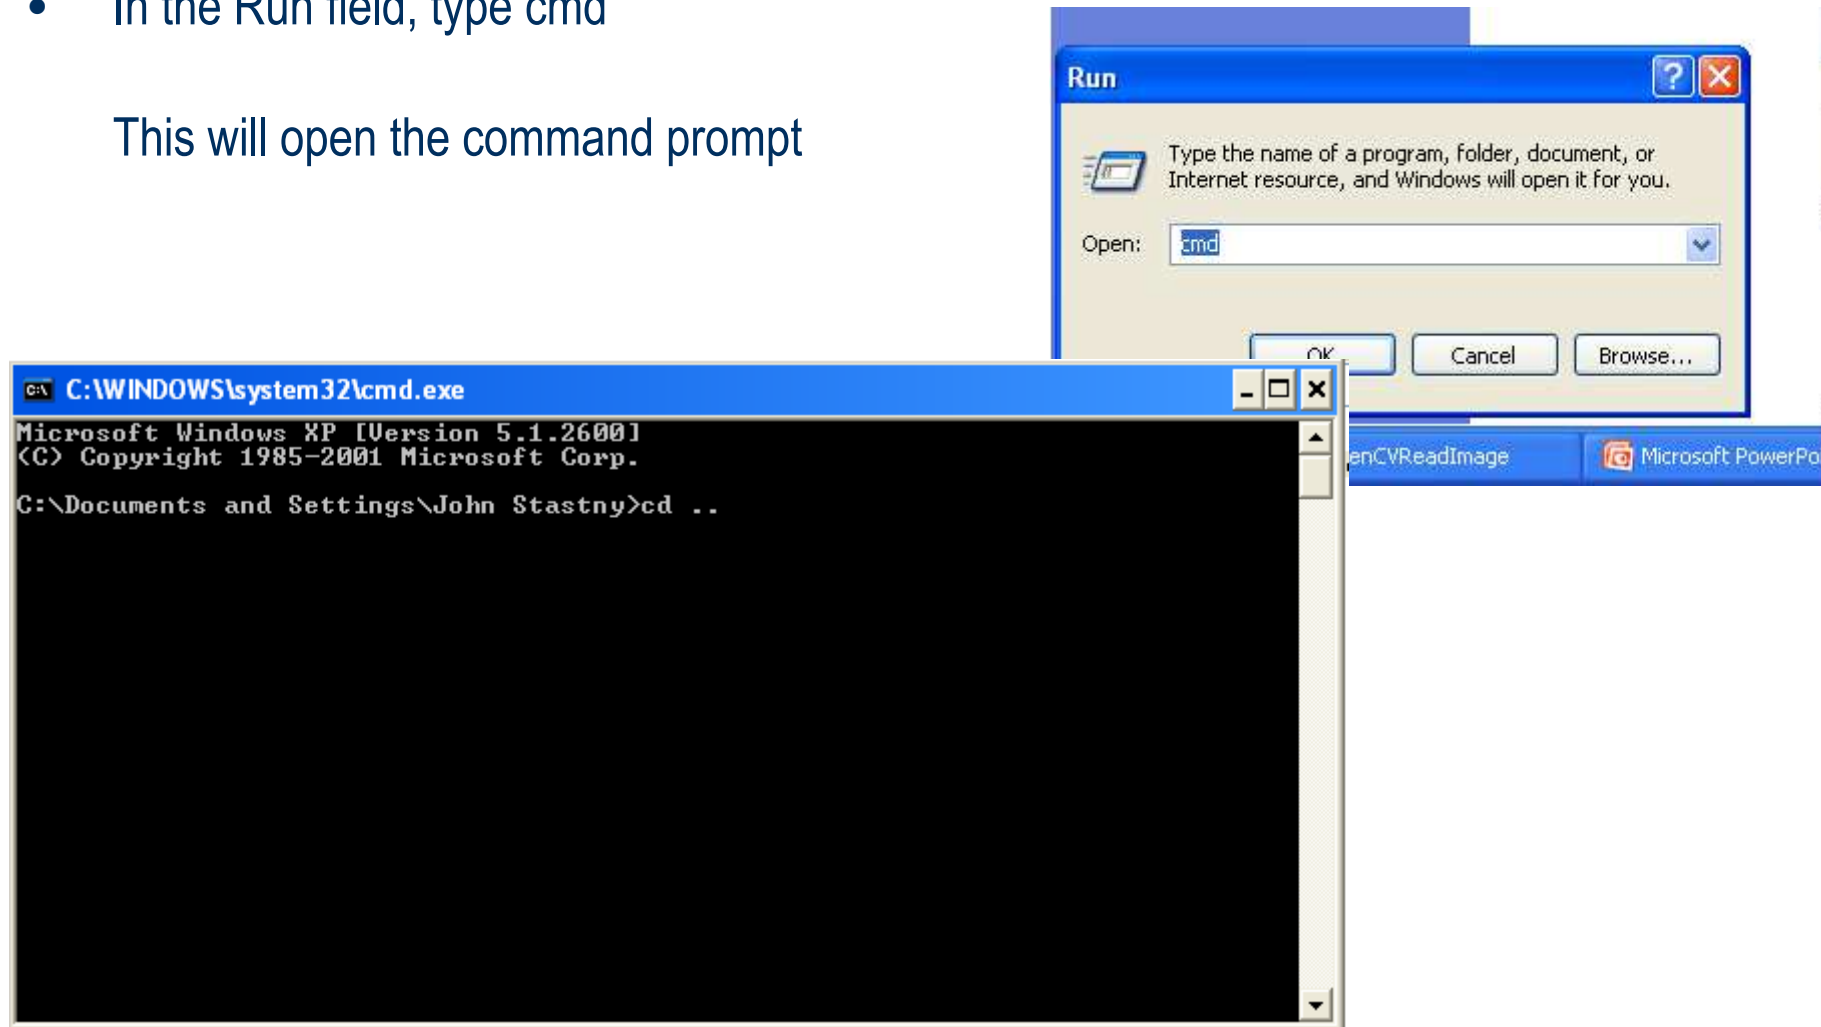 • In the Run field, type cmd
This will open the command prompt
Run
Type the name of a program, folder, document, or
Internet resource, and Windows will open it for you.
Open: cmd
OK Cancel Browse...
C:\WINDOWS\system32\cmd.exe
Microsoft Windows XP [Version 5.1.2600]
(C) Copyright 1985-2001 Microsoft Corp.
C:\Documents and Settings\John Stastny>cd ..
enCVReadImage
Microsoft PowerPo